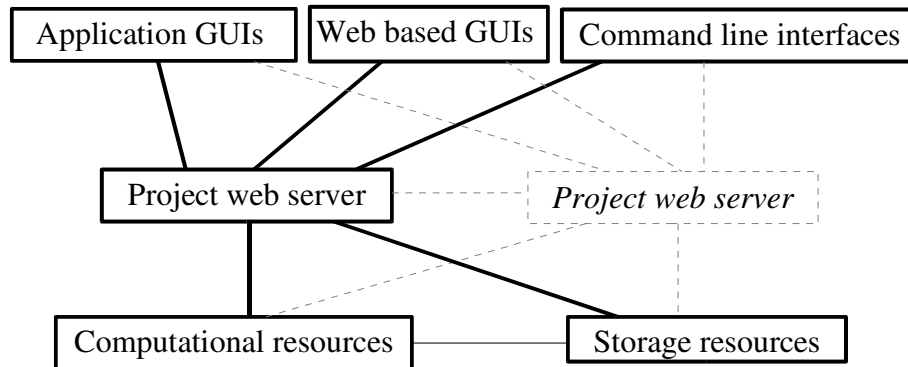 Application GUIs
Web based GUIs
Command line interfaces
Project web server
Project web server
Computational resources
Storage resources